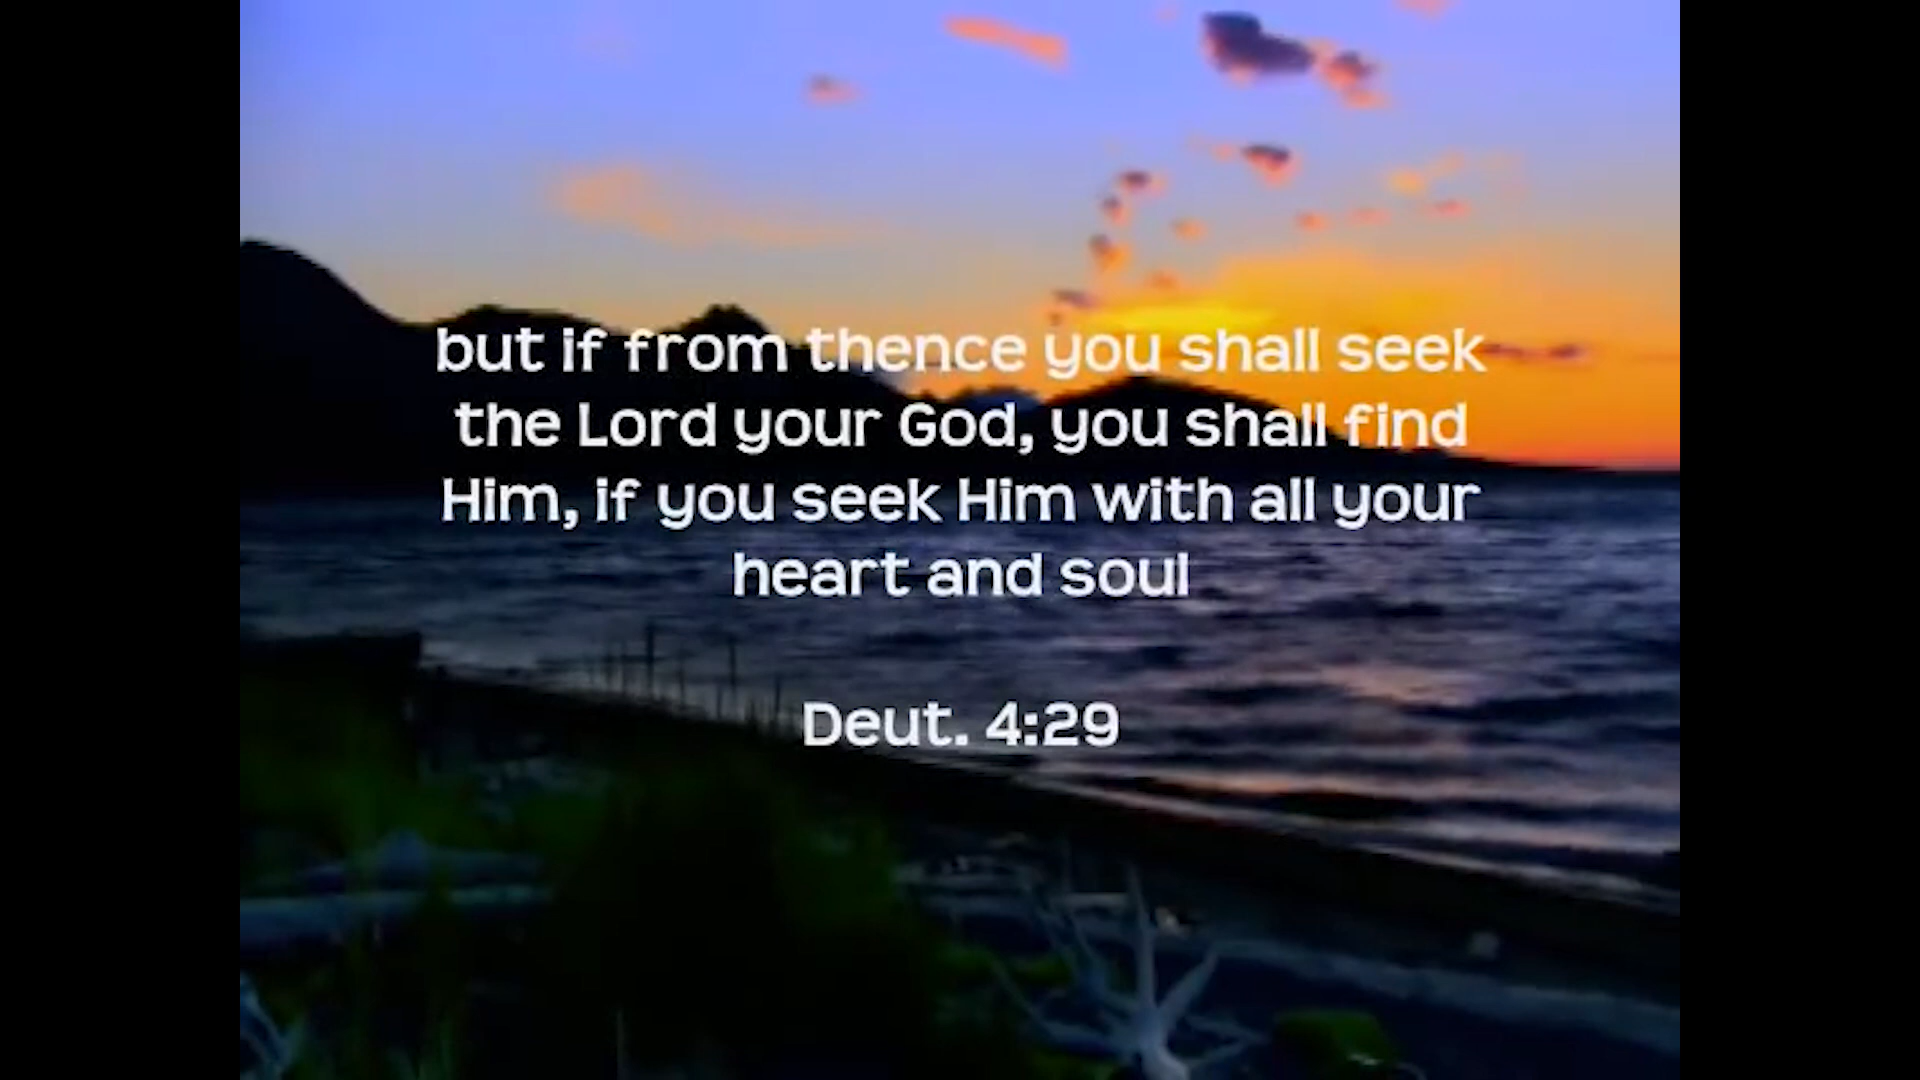 but if from thence you shall seek
the Lord your God, you shall find
Him, if you seek Him with all your
heart and soul
Deut. 4:29